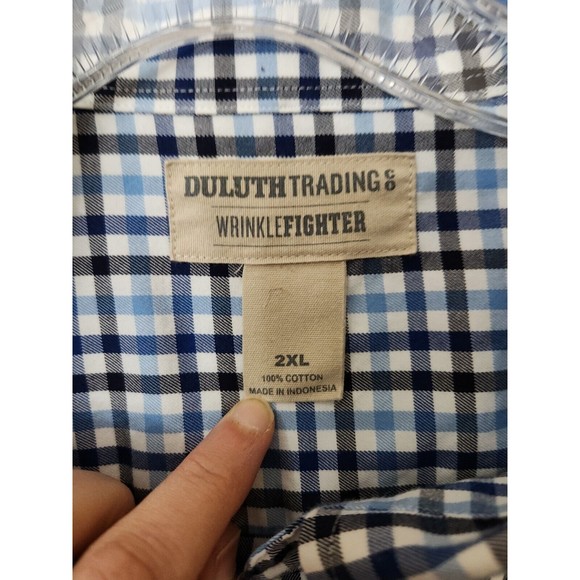 DULUTH TRADING CO
WRINKLEFIGHTER
2XL
100% COTTON
MADE IN INDONESIA